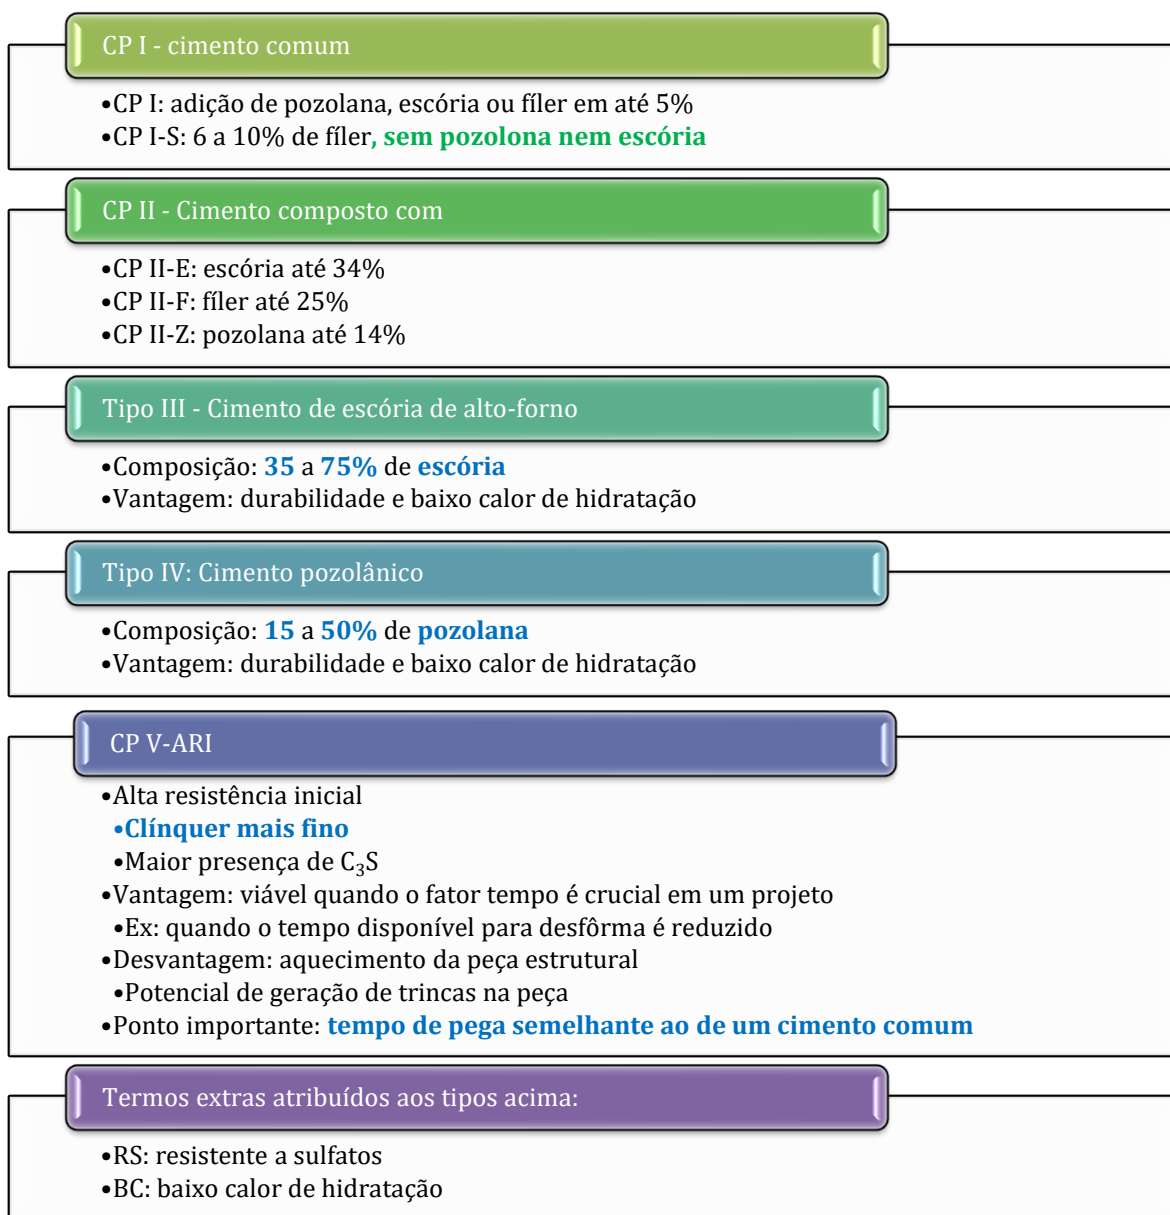 CP I - cimento comum
•CP I: adição de pozolana, escória ou fíler em até 5%
•CP I-S: 6 a 10% de fíler, sem pozolona nem escória
CP II - Cimento composto com
•CP II-E: escória até 34%
•CP II-F: fíler até 25%
•CP II-Z: pozolana até 14%
Tipo III - Cimento de escória de alto-forno
•Composição: 35 a 75% de escória
•Vantagem: durabilidade e baixo calor de hidratação
Tipo IV: Cimento pozolânico
•Composição: 15 a 50% de pozolana
•Vantagem: durabilidade e baixo calor de hidratação
CP V-ARI
•Alta resistência inicial
•Clínquer mais fino
•Maior presença de C₃S
•Vantagem: viável quando o fator tempo é crucial em um projeto
•Ex: quando o tempo disponível para desfôrma é reduzido
•Desvantagem: aquecimento da peça estrutural
•Potencial de geração de trincas na peça
•Ponto importante: tempo de pega semelhante ao de um cimento comum
Termos extras atribuídos aos tipos acima:
•RS: resistente a sulfatos
•BC: baixo calor de hidratação